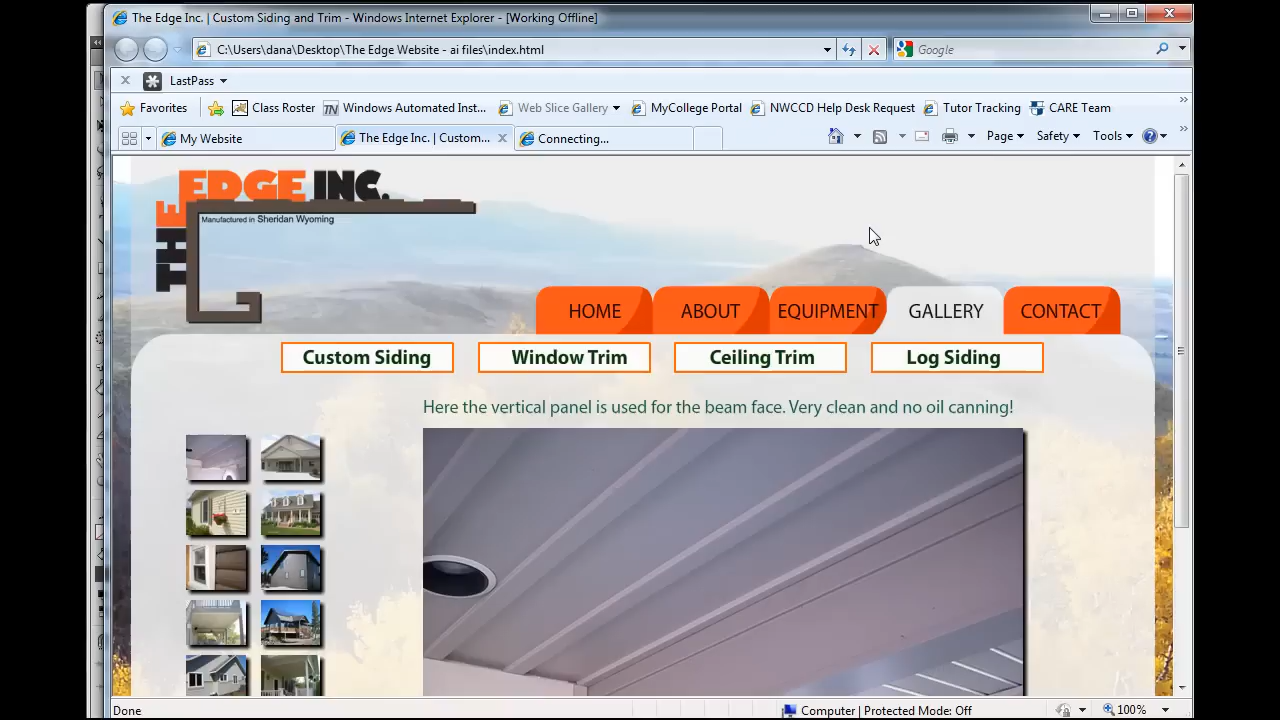 The Edge Inc. | Custom Siding and Trim - Windows Internet Explorer - [Working Offline]
C:\Users\dana\Desktop\The Edge Website - ai files\index.html
Google
LastPass
Favorites
Class Roster
Windows Automated Inst...
Web Slice Gallery
MyCollege Portal
NWCCD Help Desk Request
Tutor Tracking
CARE Team
My Website
The Edge Inc. | Custom...
Connecting...
Page
Safety
Tools
THE
EDGE INC.
Manufactured in Sheridan Wyoming
HOME
ABOUT
EQUIPMENT
GALLERY
CONTACT
Custom Siding
Window Trim
Ceiling Trim
Log Siding
Here the vertical panel is used for the beam face. Very clean and no oil canning!
Done
Computer | Protected Mode: Off
100%